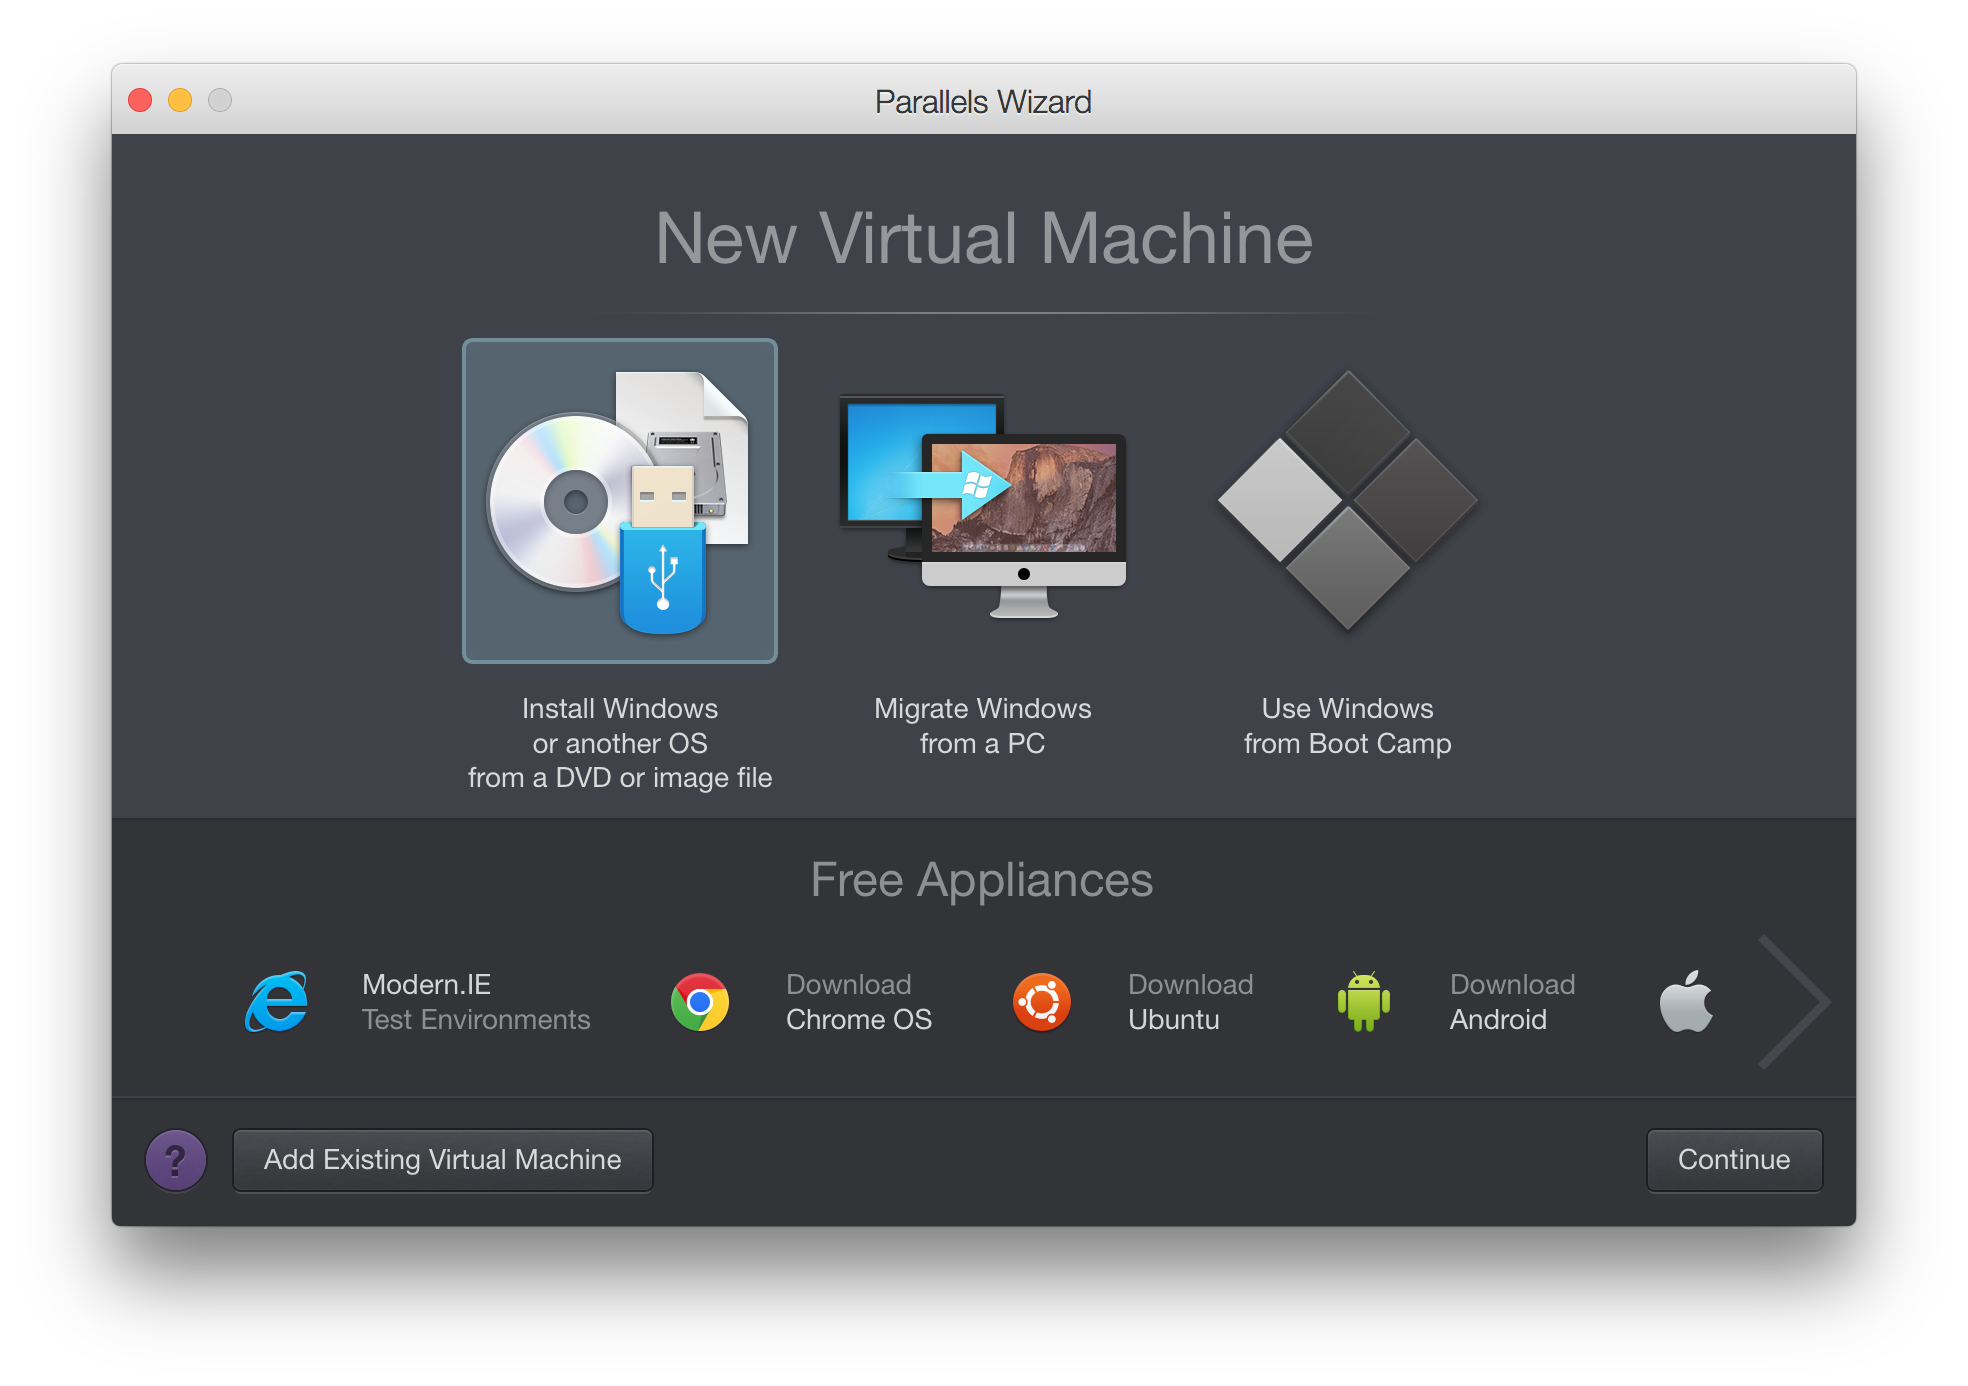 Parallels Wizard
New Virtual Machine
Install Windows
or another OS
from a DVD or image file
Migrate Windows
from a PC
Use Windows
from Boot Camp
Free Appliances
Modern.IE
Test Environments
Download
Chrome OS
Download
Ubuntu
Download
Android
?
Add Existing Virtual Machine
Continue